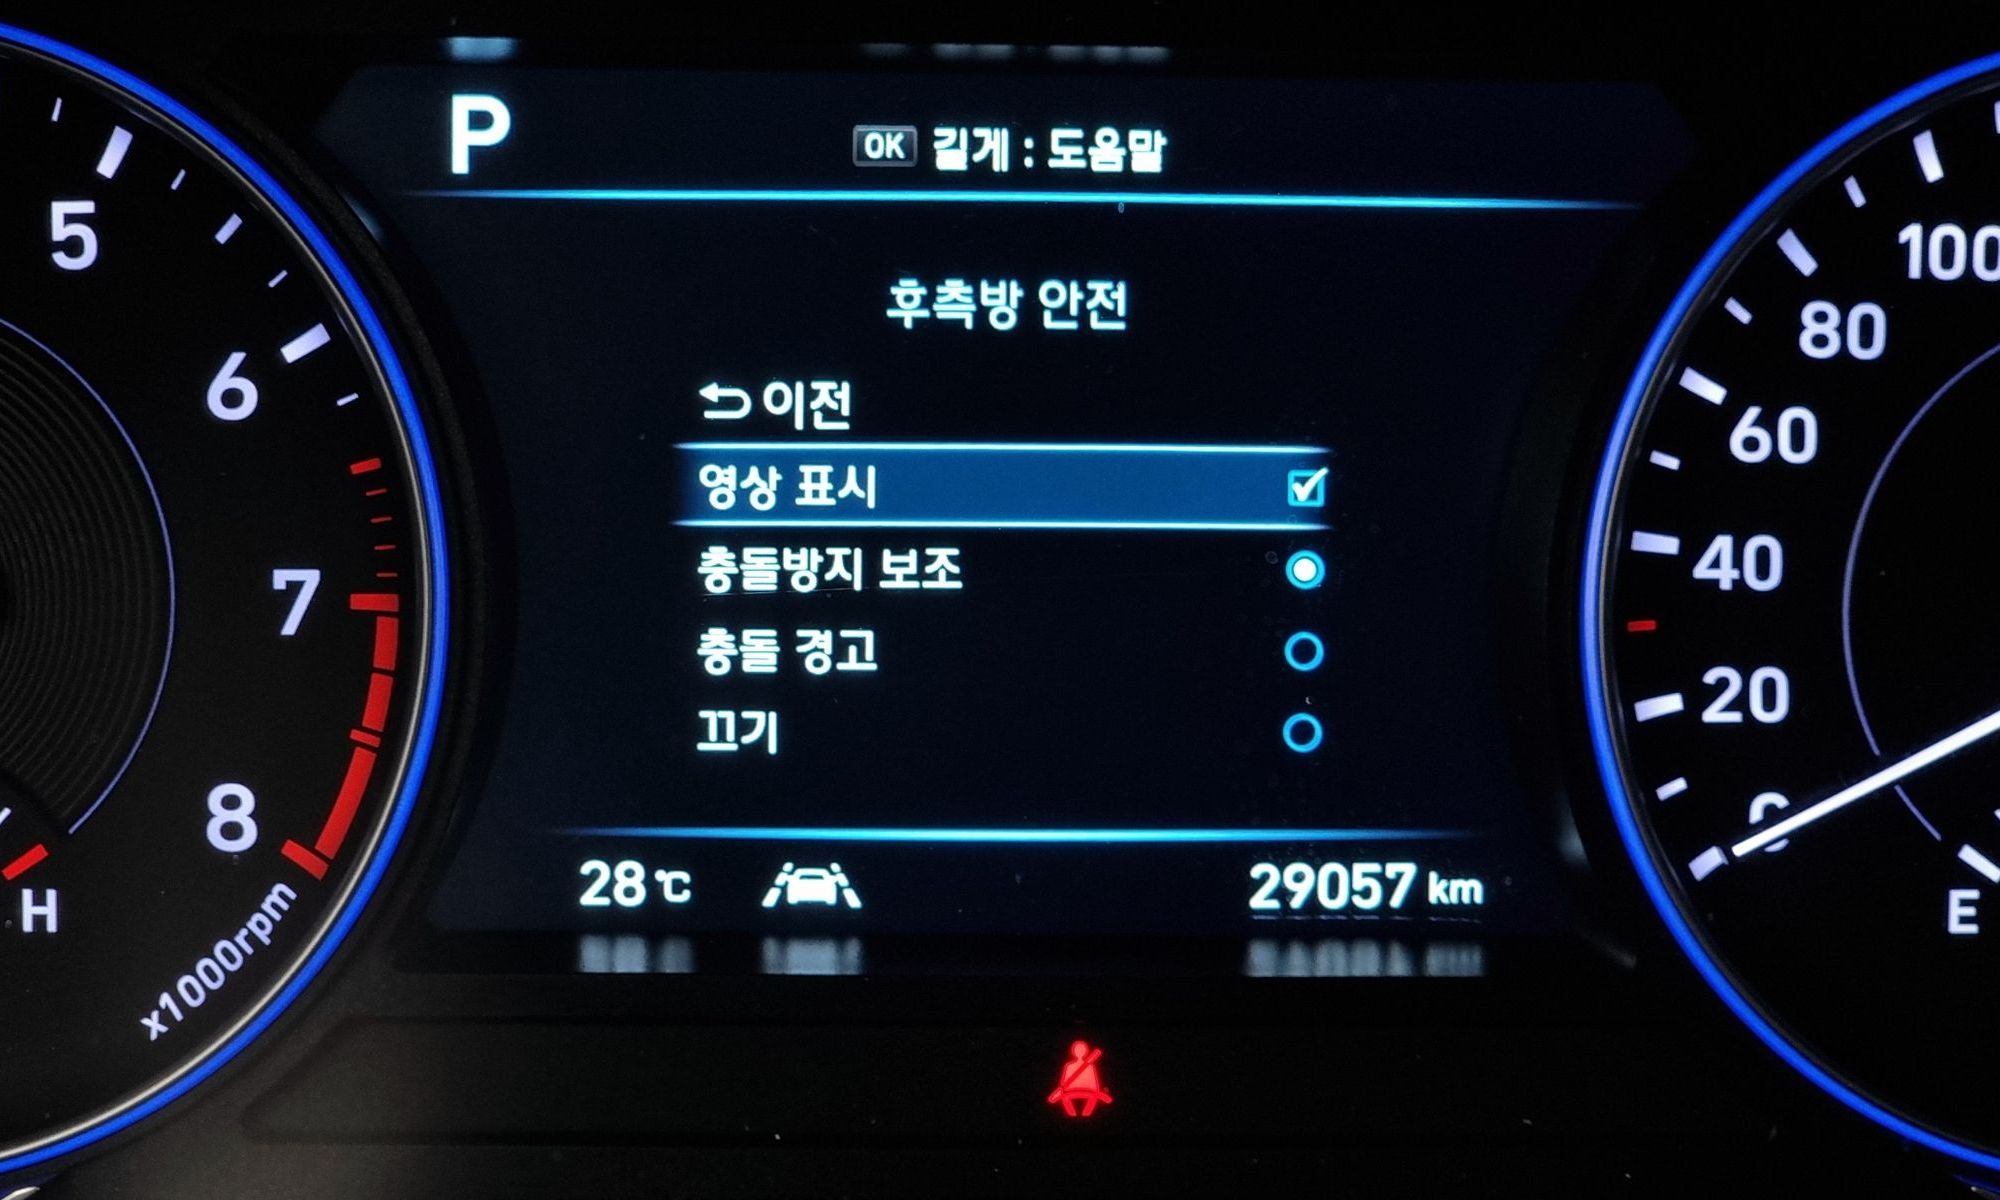 P
OK 길게 : 도움말
후측방 안전
이전
영상 표시
충돌방지 보조
충돌 경고
끄기
28℃
29057 km
5
6
7
8
x1000rpm
H
100
80
60
40
20
0
E